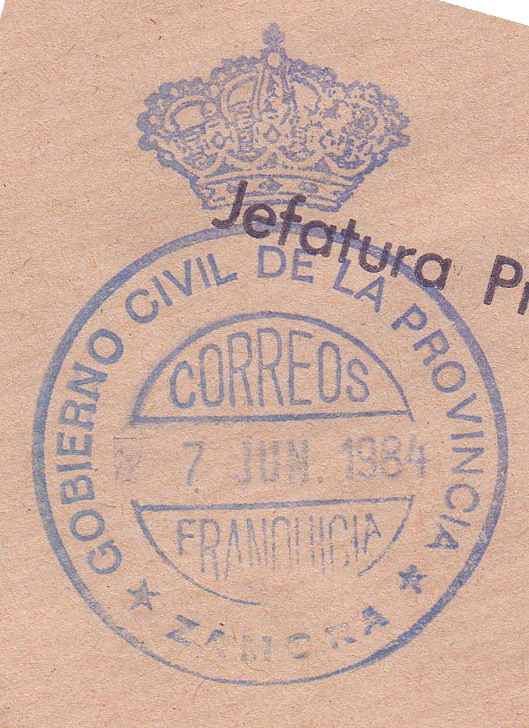 Jefatura
GOBIERNO CIVIL DE LA PROVINCIA
CORREOS
7 JUN. 1984
FRANQUICIA
★ ZAMORA ★